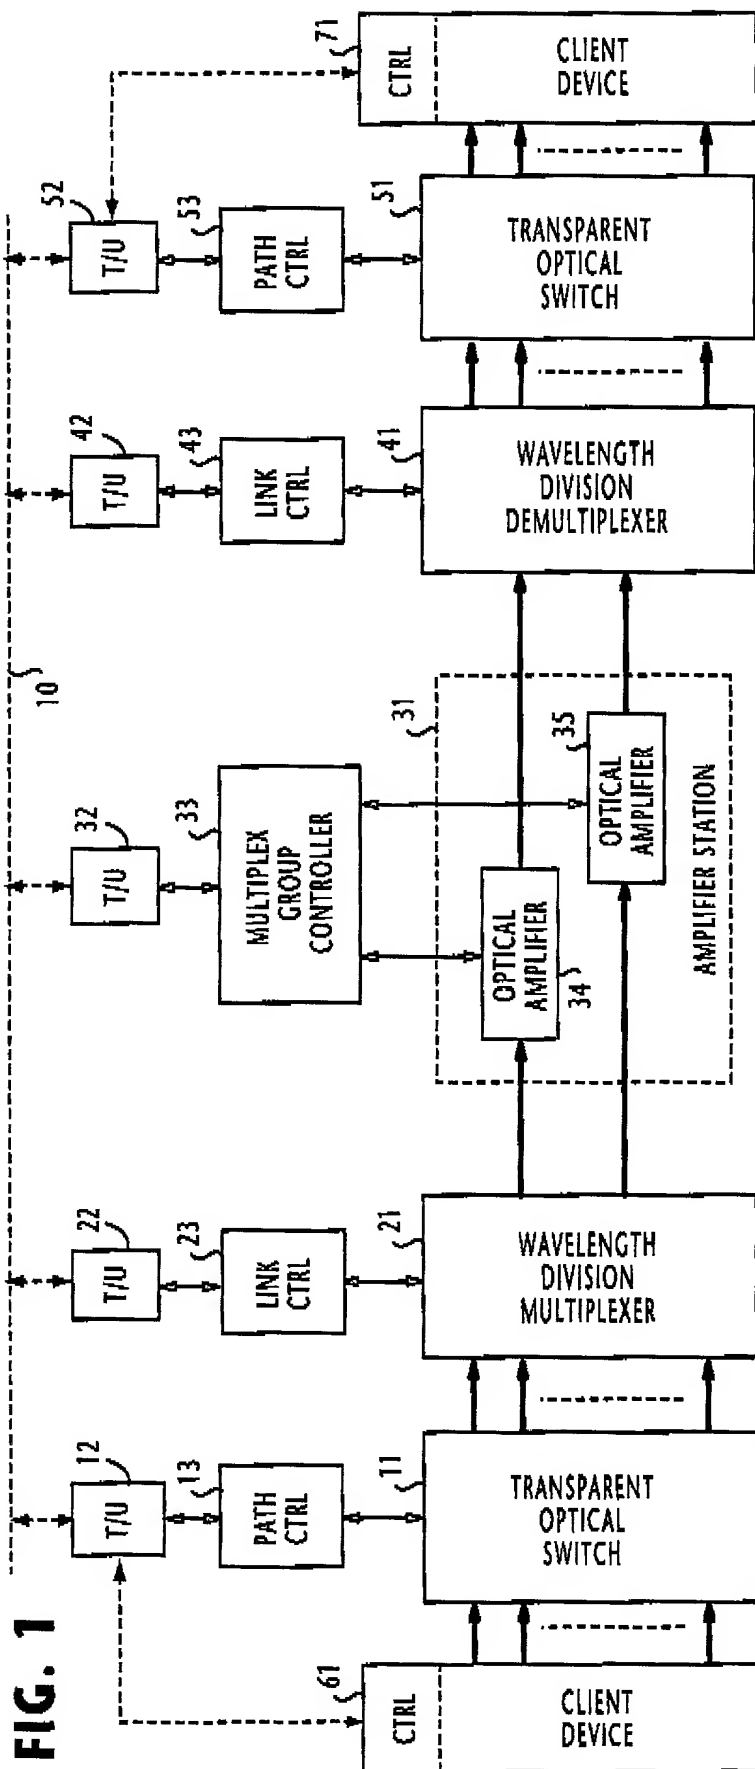 FIG. 1
10
12
T/U
22
T/U
32
T/U
42
T/U
52
T/U
13
PATH
CTRL
23
LINK
CTRL
33
MULTIPLEX
GROUP
CONTROLLER
43
LINK
CTRL
53
PATH
CTRL
61
CTRL
CLIENT
DEVICE
11
TRANSPARENT
OPTICAL
SWITCH
21
WAVELENGTH
DIVISION
MULTIPLEXER
31
OPTICAL
AMPLIFIER
34
35
OPTICAL
AMPLIFIER
AMPLIFIER STATION
41
WAVELENGTH
DIVISION
DEMULTIPLEXER
51
TRANSPARENT
OPTICAL
SWITCH
71
CTRL
CLIENT
DEVICE